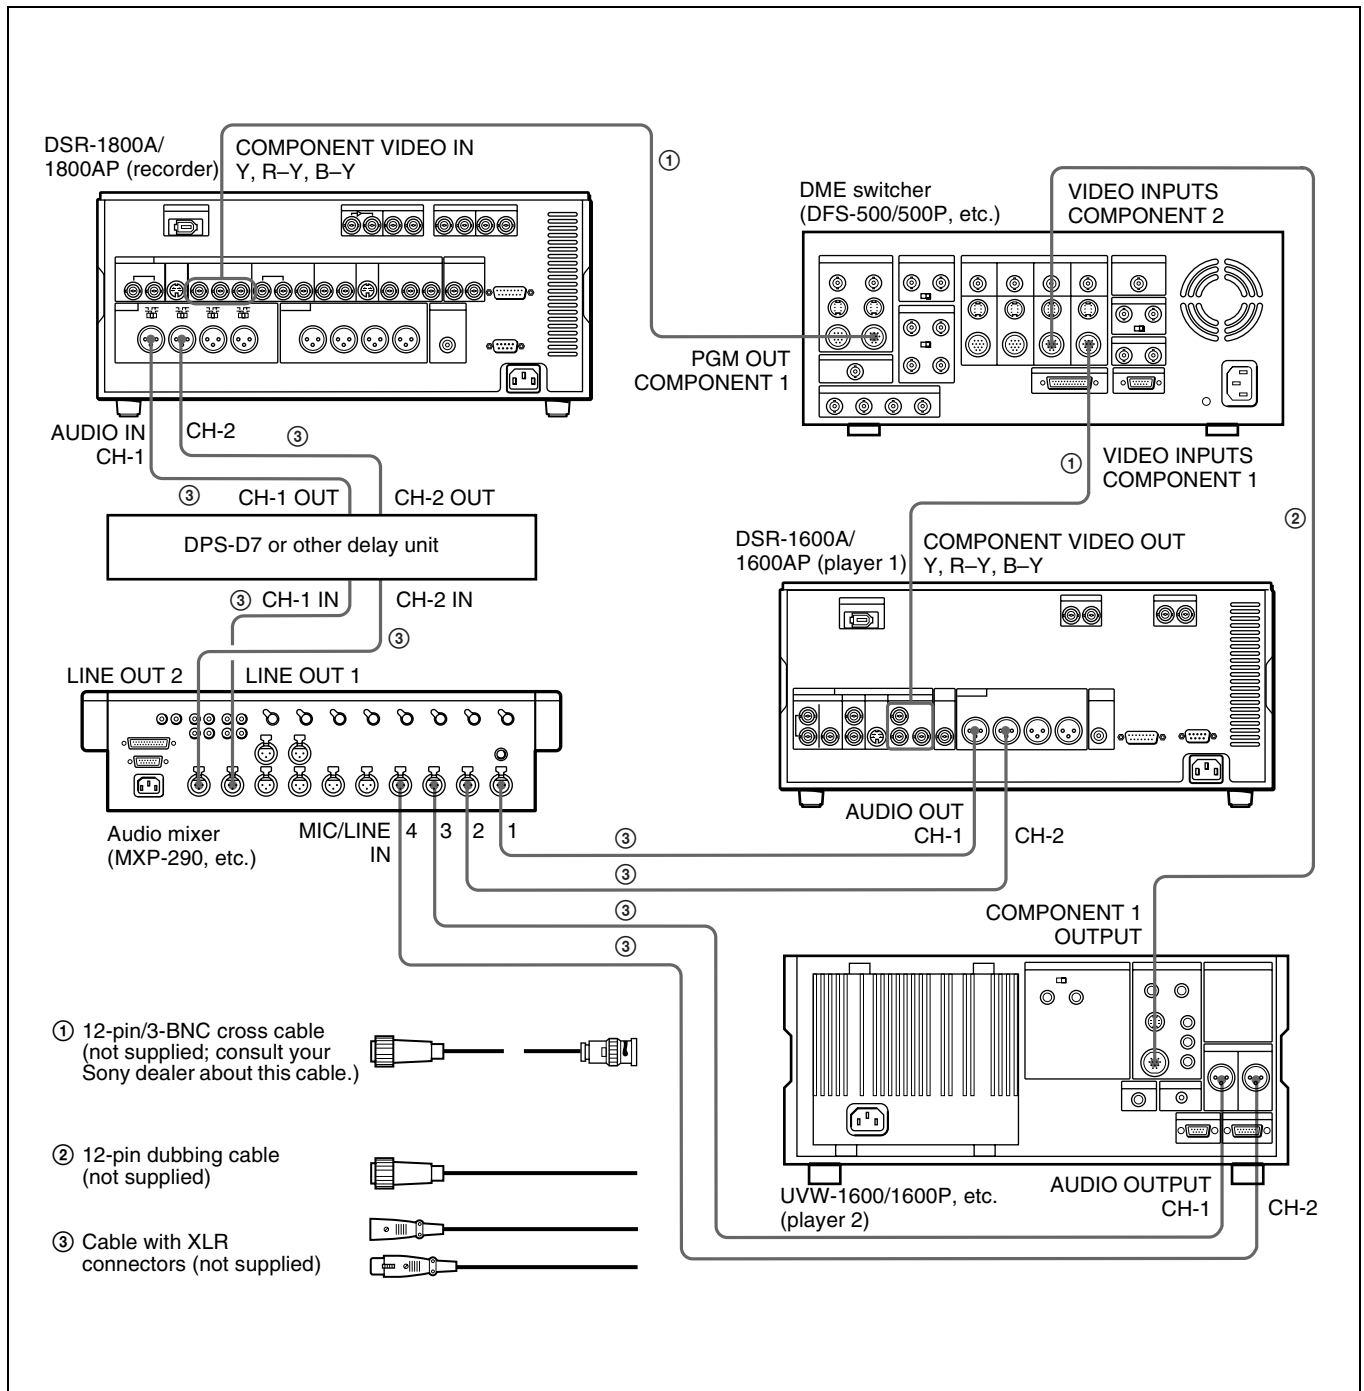 DSR-1800A/
1800AP (recorder)
COMPONENT VIDEO IN
Y, R–Y, B–Y
①
DME switcher
(DFS-500/500P, etc.)
VIDEO INPUTS
COMPONENT 2
PGM OUT
COMPONENT 1
AUDIO IN
CH-1
CH-2
③
③
CH-1 OUT
CH-2 OUT
VIDEO INPUTS
COMPONENT 1
①
②
DPS-D7 or other delay unit
DSR-1600A/
1600AP (player 1)
COMPONENT VIDEO OUT
Y, R–Y, B–Y
③ CH-1 IN
CH-2 IN
③
LINE OUT 2
LINE OUT 1
Audio mixer
(MXP-290, etc.)
MIC/LINE
IN
4
3
2
1
AUDIO OUT
CH-1
CH-2
③
③
③
③
COMPONENT 1
OUTPUT
① 12-pin/3-BNC cross cable
(not supplied; consult your
Sony dealer about this cable.)
② 12-pin dubbing cable
(not supplied)
③ Cable with XLR
connectors (not supplied)
UVW-1600/1600P, etc.
(player 2)
AUDIO OUTPUT
CH-1
CH-2